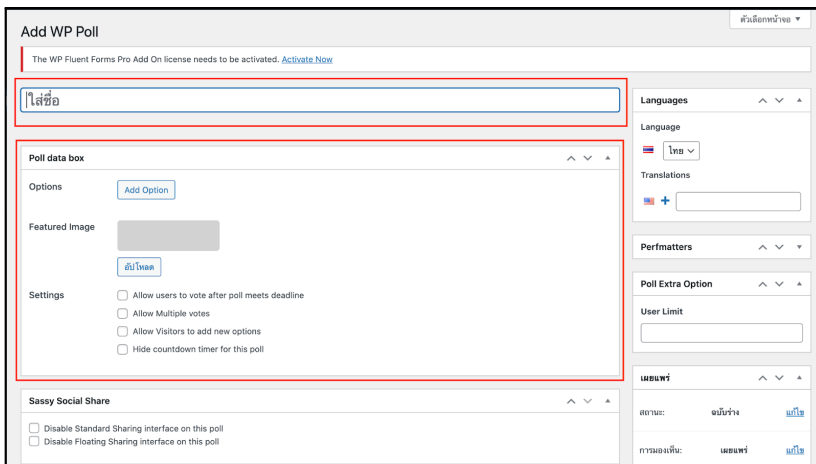 ตัวเลือกหน้าจอ ▼
Add WP Poll
The WP Fluent Forms Pro Add On license needs to be activated. Activate Now
ใส่ชื่อ
Poll data box
Options
Add Option
Featured Image
อัปโหลด
Settings
Allow users to vote after poll meets deadline
Allow Multiple votes
Allow Visitors to add new options
Hide countdown timer for this poll
Sassy Social Share
Disable Standard Sharing interface on this poll
Disable Floating Sharing interface on this poll
Languages
Language
ไทย
Translations
Perfmatters
Poll Extra Option
User Limit
เผยแพร่
สถานะ: ฉบับร่าง แก้ไข
การมองเห็น: เผยแพร่ แก้ไข